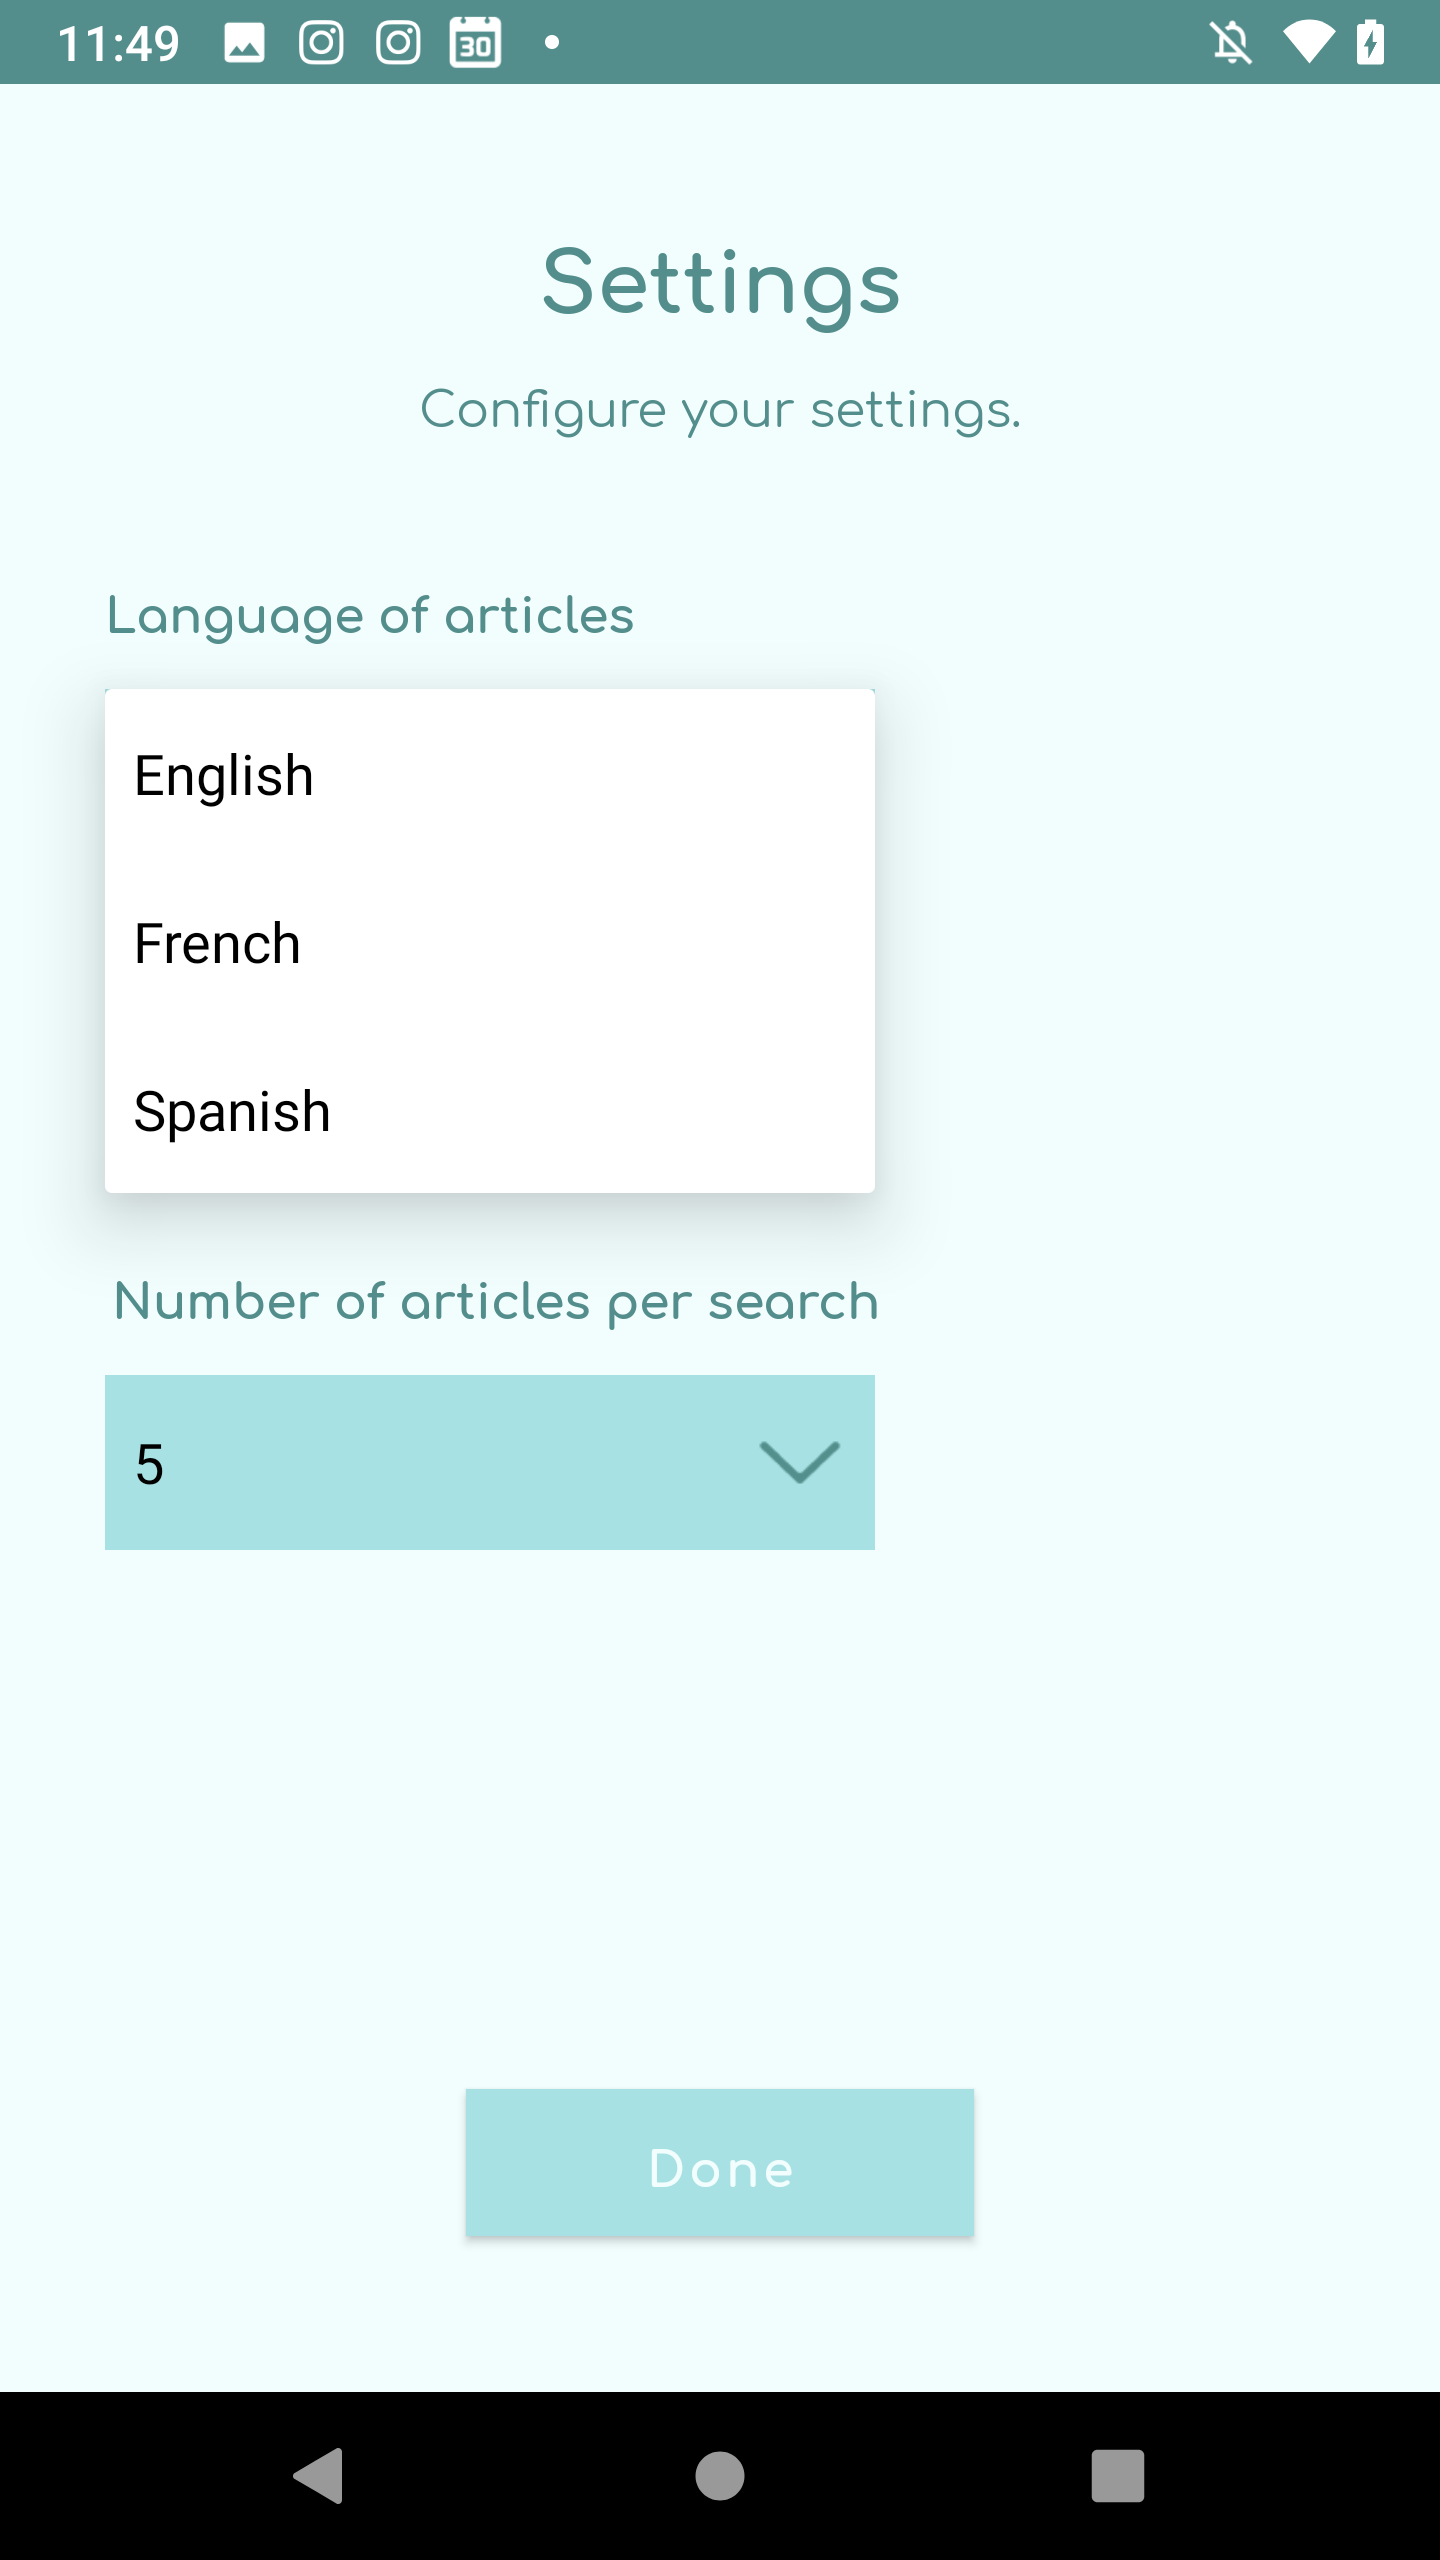 11:49
30
Settings
Configure your settings.
Language of articles
English
French
Spanish
Number of articles per search
5
Done